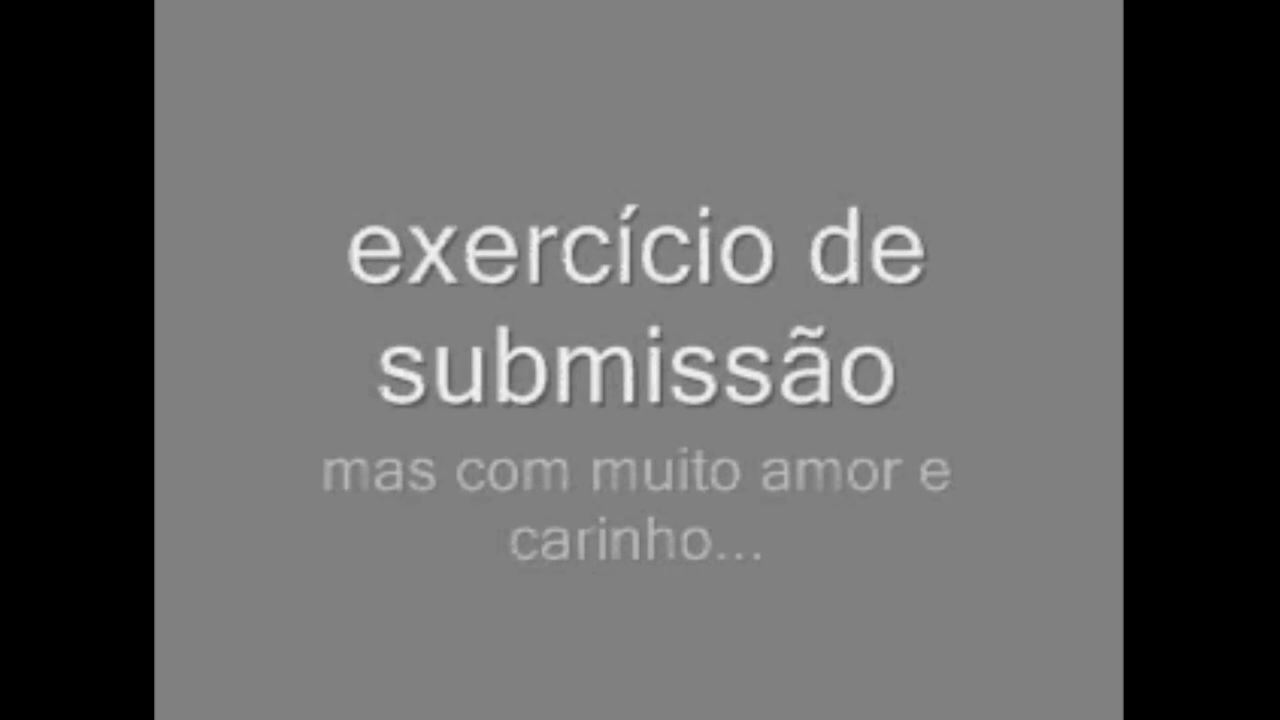 exercício de
submissão
mas com muito amor e
carinho...